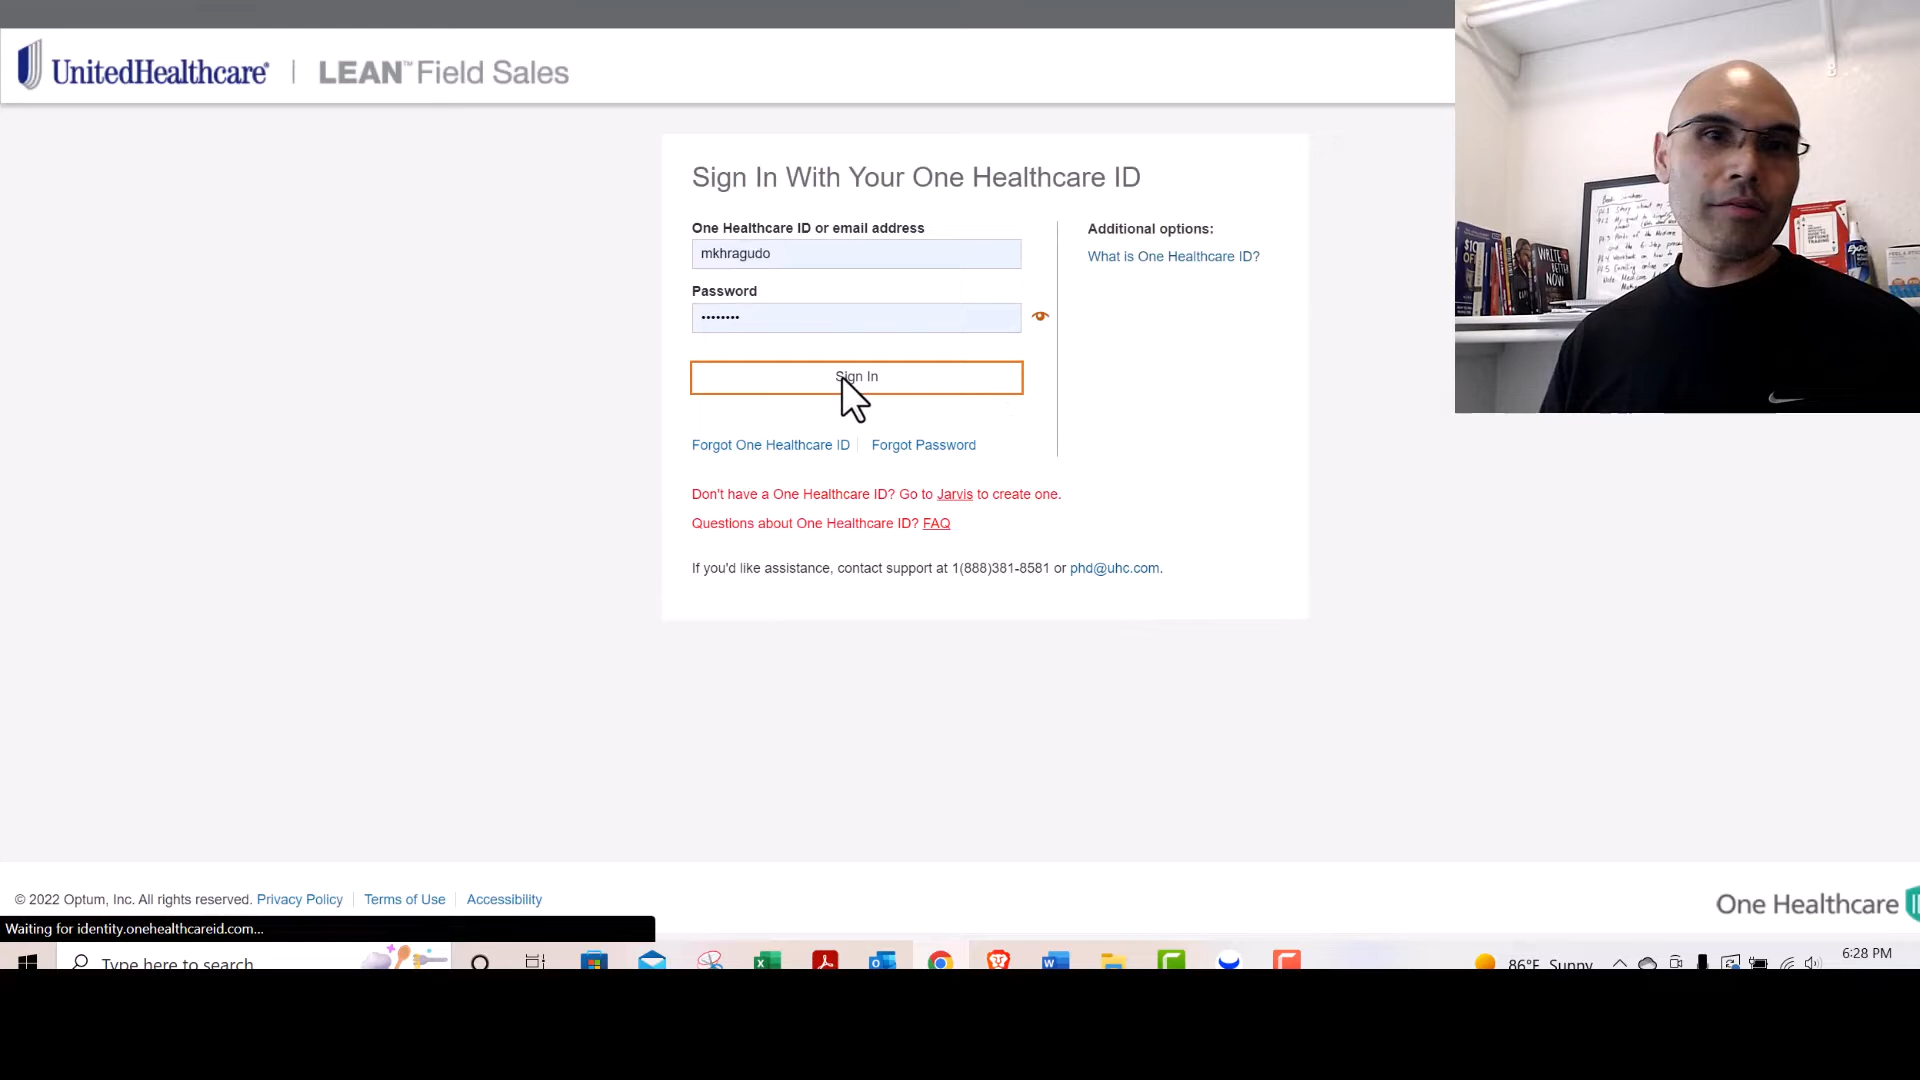 UnitedHealthcare® | LEAN™ Field Sales
Sign In With Your One Healthcare ID
One Healthcare ID or email address
mkhragudo
Password
••••••••
Sign In
Forgot One Healthcare ID
Forgot Password
Additional options:
What is One Healthcare ID?
Don't have a One Healthcare ID? Go to Jarvis to create one.
Questions about One Healthcare ID? FAQ
If you'd like assistance, contact support at 1(888)381-8581 or phd@uhc.com.
WRITE
BETTER
NOW
© 2022 Optum, Inc. All rights reserved. Privacy Policy | Terms of Use | Accessibility
One Healthcare
Waiting for identity.onehealthcareid.com...
Type here to search
86°F Sunny
6:28 PM